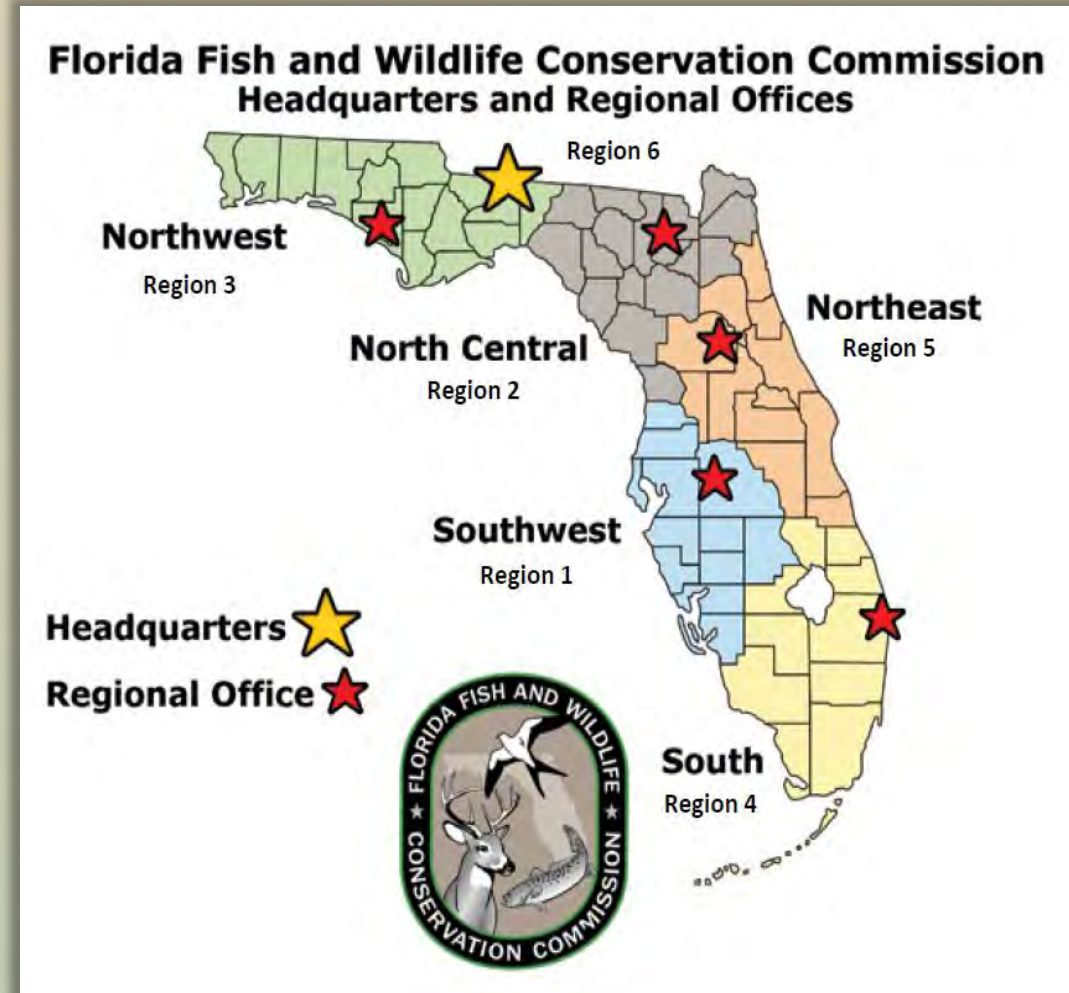 Florida Fish and Wildlife Conservation Commission
Headquarters and Regional Offices
Region 6
Northwest
Region 3
Northeast
Region 5
North Central
Region 2
Southwest
Region 1
Headquarters
Regional Office
South
Region 4
FLORIDA FISH AND WILDLIFE
CONSERVATION COMMISSION